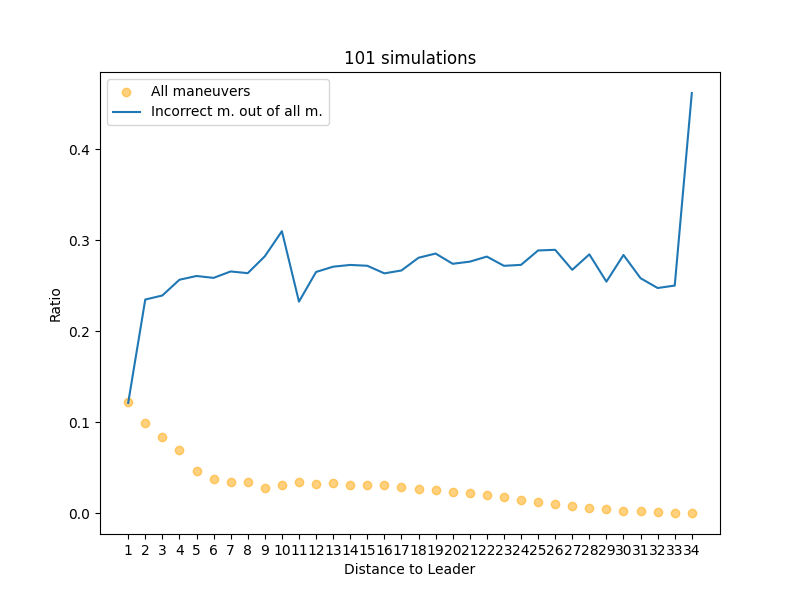 101 simulations
All maneuvers
Incorrect m. out of all m.
Ratio
0.4
0.3
0.2
0.1
0.0
1 2 3 4 5 6 7 8 9 10 11 12 13 14 15 16 17 18 19 20 21 22 23 24 25 26 27 28 29 30 31 32 33 34
Distance to Leader